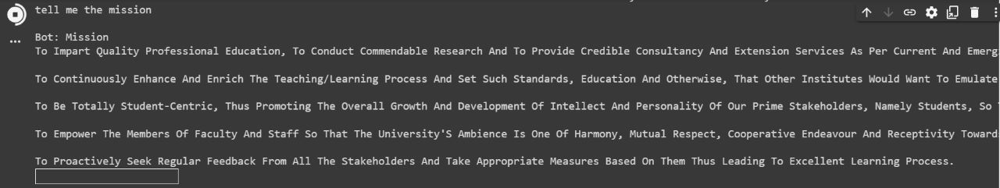 tell me the mission
Bot: Mission
To Impart Quality Professional Education, To Conduct Commendable Research And To Provide Credible Consultancy And Extension Services As Per Current And Emerg
To Continuously Enhance And Enrich The Teaching/Learning Process And Set Such Standards, Education And Otherwise, That Other Institutes Would Want To Emulate
To Be Totally Student-Centric, Thus Promoting The Overall Growth And Development Of Intellect And Personality Of Our Prime Stakeholders, Namely Students, So
To Empower The Members Of Faculty And Staff So That The University'S Ambience Is One Of Harmony, Mutual Respect, Cooperative Endeavour And Receptivity Toward
To Proactively Seek Regular Feedback From All The Stakeholders And Take Appropriate Measures Based On Them Thus Leading To Excellent Learning Process.